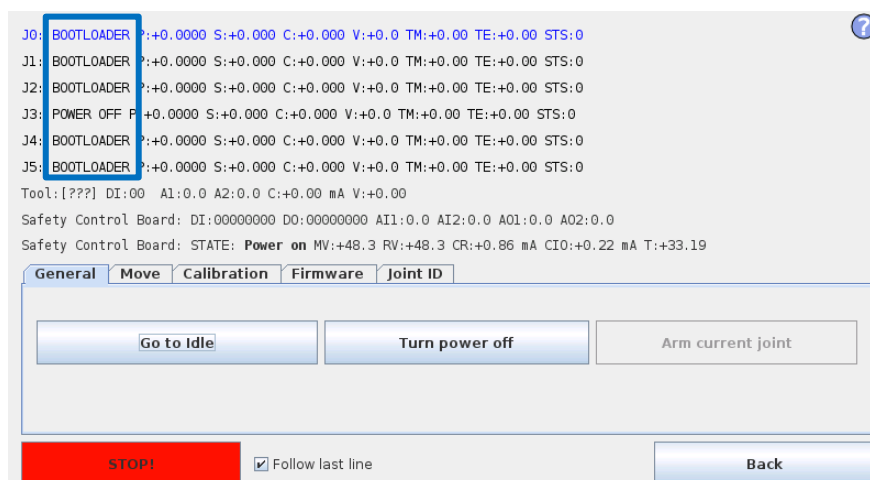 J0: BOOTLOADER P:+0.0000 S:+0.000 C:+0.000 V:+0.0 TM:+0.00 TE:+0.00 STS:0
J1: BOOTLOADER P:+0.0000 S:+0.000 C:+0.000 V:+0.0 TM:+0.00 TE:+0.00 STS:0
J2: BOOTLOADER P:+0.0000 S:+0.000 C:+0.000 V:+0.0 TM:+0.00 TE:+0.00 STS:0
J3: POWER OFF P:+0.0000 S:+0.000 C:+0.000 V:+0.0 TM:+0.00 TE:+0.00 STS:0
J4: BOOTLOADER P:+0.0000 S:+0.000 C:+0.000 V:+0.0 TM:+0.00 TE:+0.00 STS:0
J5: BOOTLOADER P:+0.0000 S:+0.000 C:+0.000 V:+0.0 TM:+0.00 TE:+0.00 STS:0
Tool:[???] DI:00 A1:0.0 A2:0.0 C:+0.00 mA V:+0.00
Safety Control Board: DI:00000000 DO:00000000 AI1:0.0 AI2:0.0 AO1:0.0 AO2:0.0
Safety Control Board: STATE: Power on MV:+48.3 RV:+48.3 CR:+0.86 mA CIO:+0.22 mA T:+33.19
General Move Calibration Firmware Joint ID
Go to Idle Turn power off Arm current joint
STOP! Follow last line Back